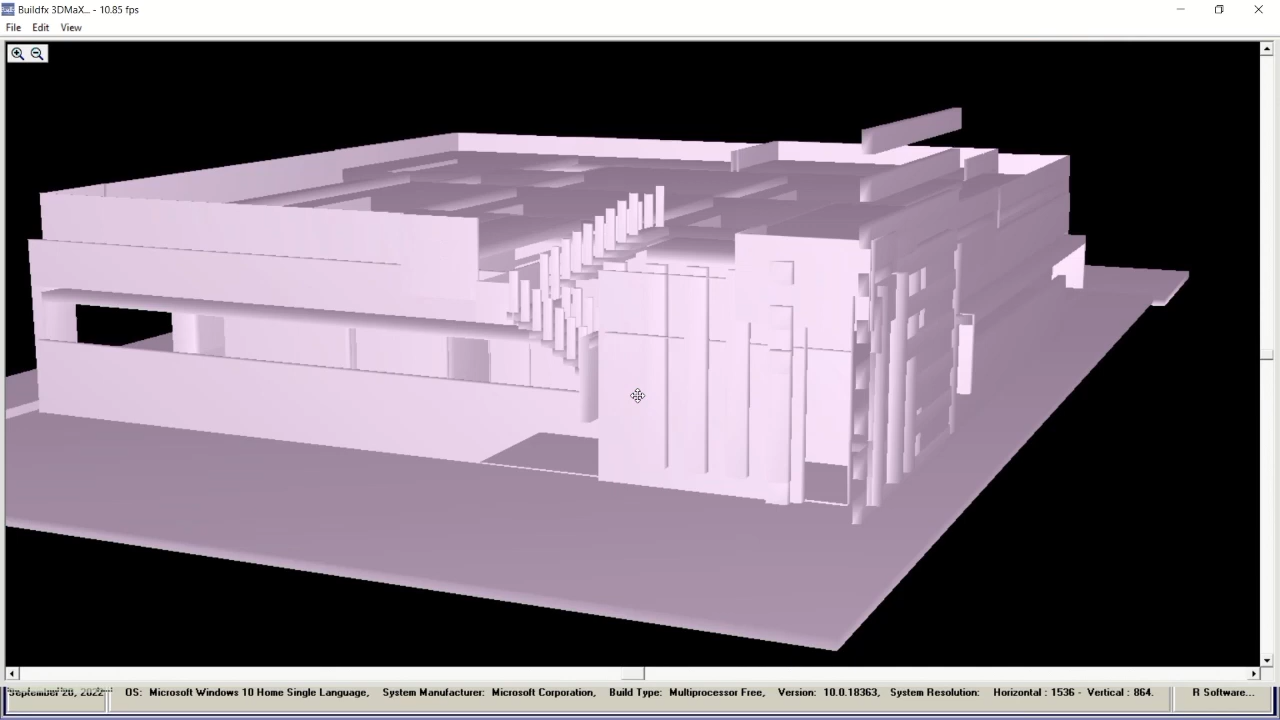 Buildfx 3DMaX... - 10.85 fps
File Edit View
September 28, 2022 OS: Microsoft Windows 10 Home Single Language, System Manufacturer: Microsoft Corporation, Build Type: Multiprocessor Free, Version: 10.0.18363, System Resolution: Horizontal : 1536 - Vertical : 864. R Software...